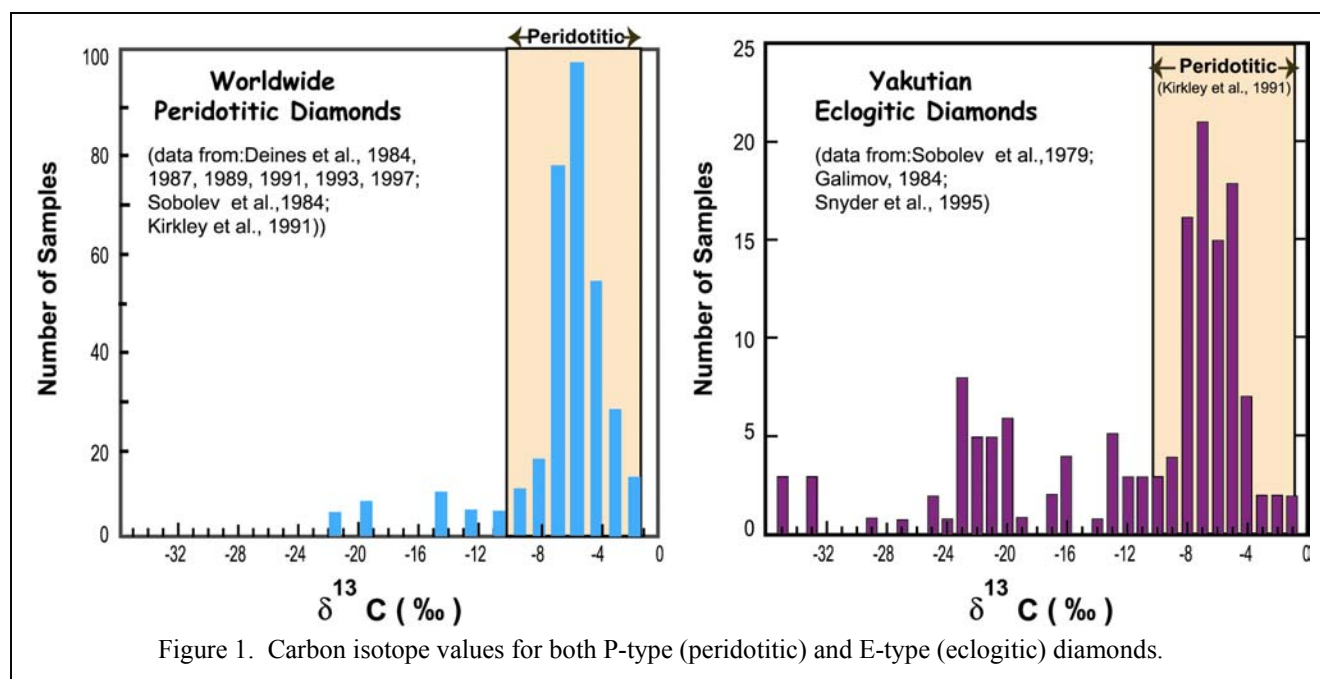 Peridotitic
Worldwide
Peridotitic Diamonds
(data from:Deines et al., 1984,
1987, 1989, 1991, 1993, 1997;
Sobolev et al.,1984;
Kirkley et al., 1991))
Number of Samples
100
80
60
40
20
0
-32 -28 -24 -20 -16 -12 -8 -4 0
δ13 C ( ‰ )
Peridotitic
(Kirkley et al., 1991)
Yakutian
Eclogitic Diamonds
(data from:Sobolev et al.,1979;
Galimov, 1984;
Snyder et al., 1995)
Number of Samples
25
20
15
10
5
0
-32 -28 -24 -20 -16 -12 -8 -4 0
δ13 C ( ‰ )
Figure 1. Carbon isotope values for both P-type (peridotitic) and E-type (eclogitic) diamonds.